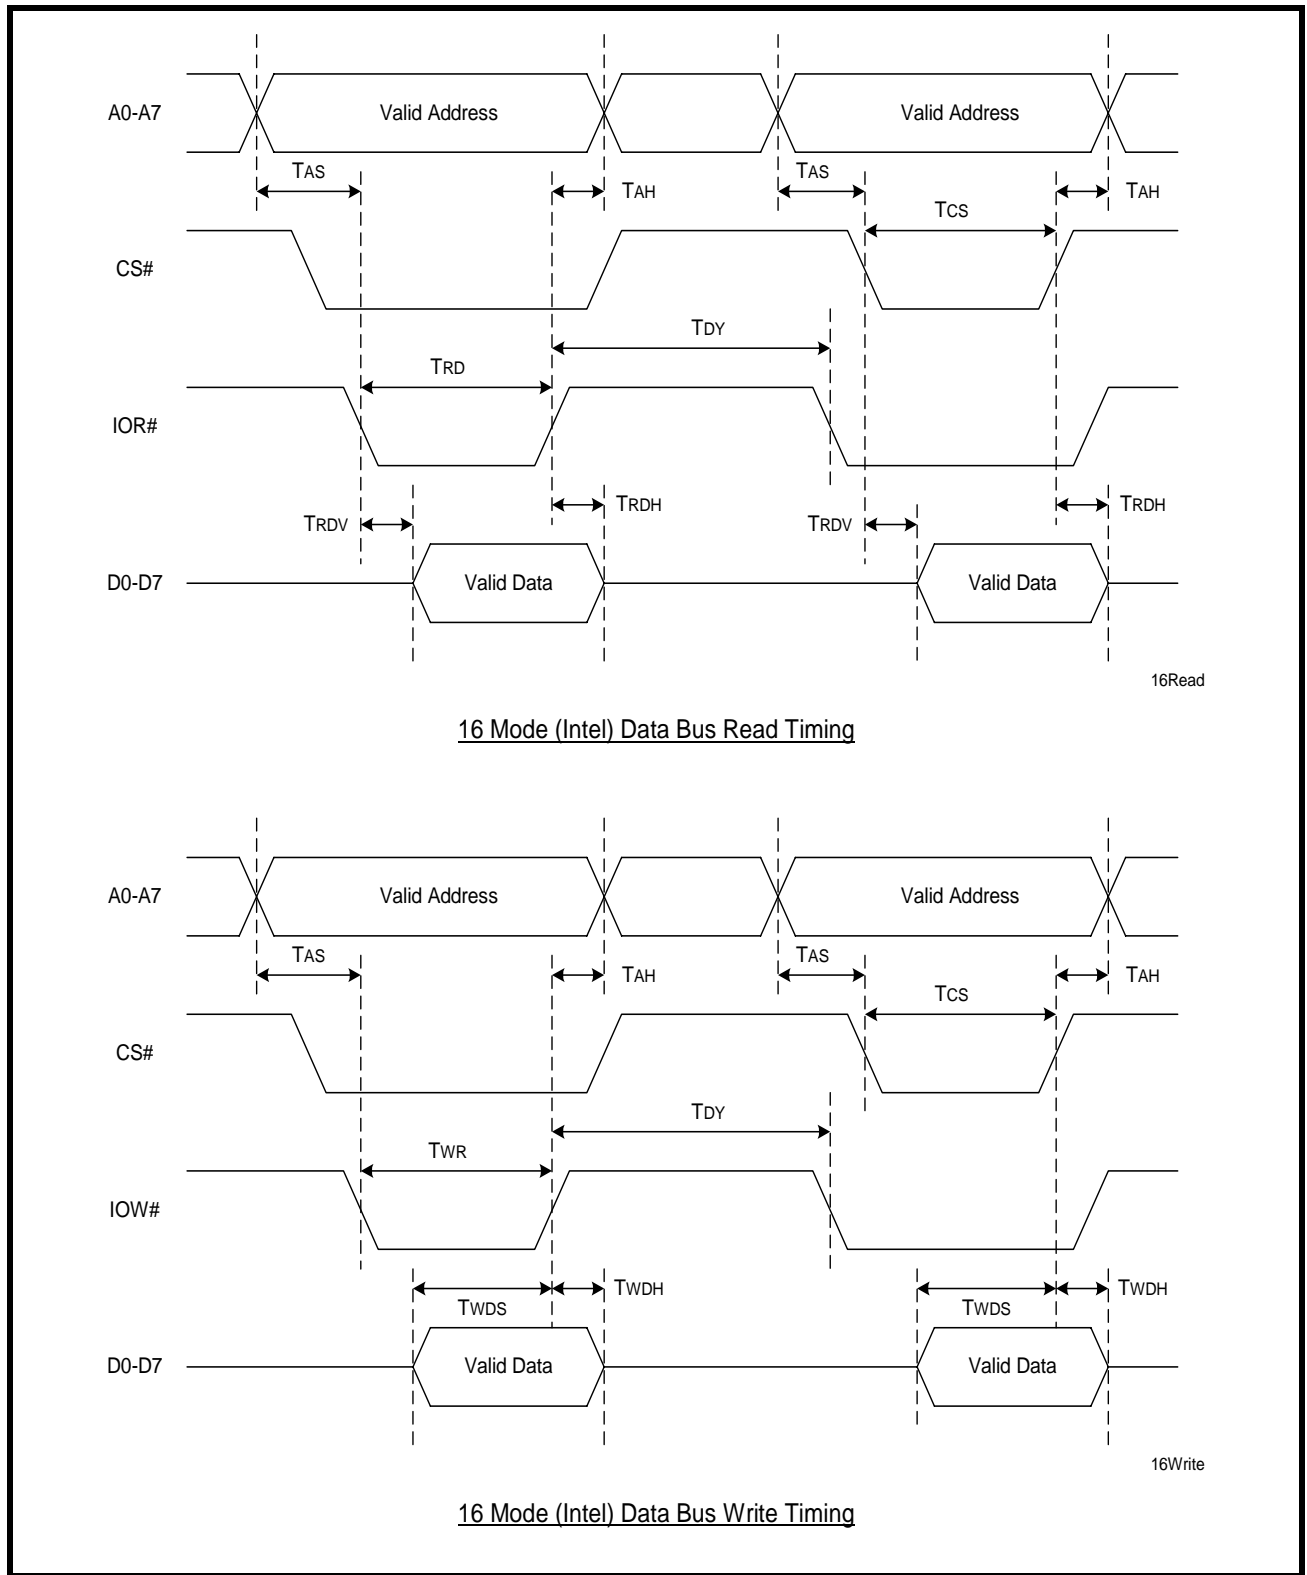 A0-A7 Valid Address Valid Address
TAS TAH TAS TAH
TCS
CS#
TDY
TRD
IOR#
TRDH TRDH
TRDV TRDV
D0-D7 Valid Data Valid Data
16Read
16 Mode (Intel) Data Bus Read Timing
A0-A7 Valid Address Valid Address
TAS TAH TAS TAH
TCS
CS#
TDY
TWR
IOW#
TWDH TWDH
TWDS TWDS
D0-D7 Valid Data Valid Data
16Write
16 Mode (Intel) Data Bus Write Timing